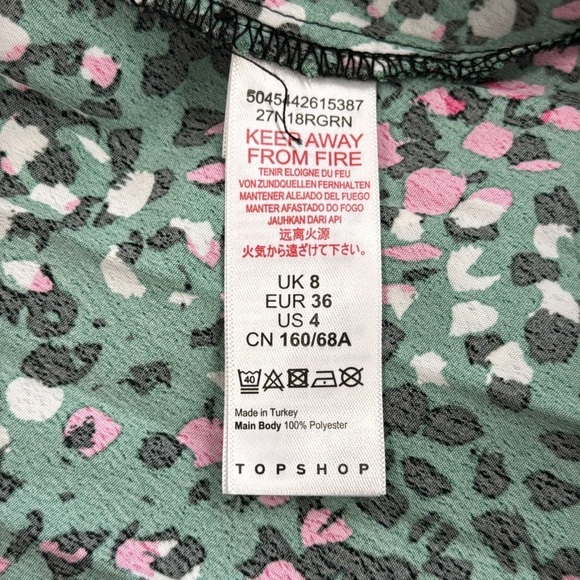 5045442615387
27N18RGRN
KEEP AWAY
FROM FIRE
TENIR ELOIGNE DU FEU
VON ZUNDQUELLEN FERNHALTEN
MANTENER ALEJADO DEL FUEGO
MANTER AFASTADO DO FOGO
JAUHKAN DARI API
远离火源
火気から遠ざけて下さい。
UK 8
EUR 36
US 4
CN 160/68A
40
Made in Turkey
Main Body 100% Polyester
TOPSHOP